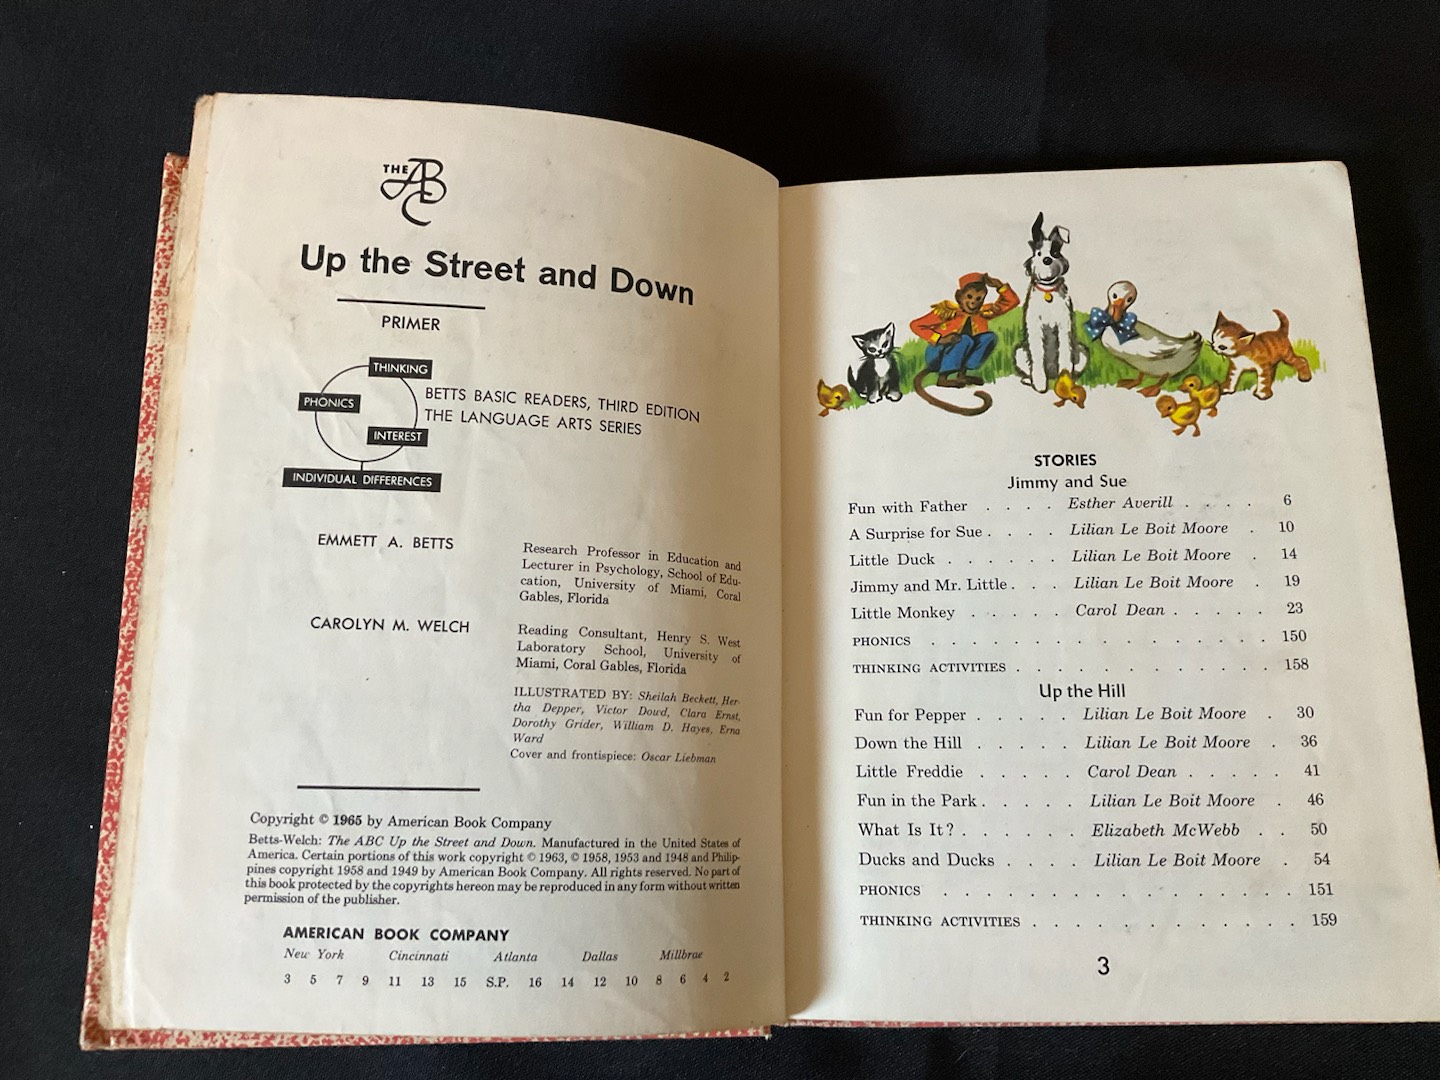 THE ABC
Up the Street and Down
PRIMER
THINKING
PHONICS
INTEREST
INDIVIDUAL DIFFERENCES
BETTS BASIC READERS, THIRD EDITION
THE LANGUAGE ARTS SERIES
EMMETT A. BETTS
Research Professor in Education and
Lecturer in Psychology, School of Edu-
cation, University of Miami, Coral
Gables, Florida
CAROLYN M. WELCH
Reading Consultant, Henry S. West
Laboratory School, University of
Miami, Coral Gables, Florida
ILLUSTRATED BY: Sheilah Beckett, Her-
tha Depper, Victor Dowd, Clara Ernst,
Dorothy Grider, William D. Hayes, Erna
Ward
Cover and frontispiece: Oscar Liebman
Copyright © 1965 by American Book Company
Betts-Welch: The ABC Up the Street and Down. Manufactured in the United States of
America. Certain portions of this work copyright © 1963, © 1958, 1953 and 1948 and Philip-
pines copyright 1958 and 1949 by American Book Company. All rights reserved. No part of
this book protected by the copyrights hereon may be reproduced in any form without written
permission of the publisher.
AMERICAN BOOK COMPANY
New York Cincinnati Atlanta Dallas Millbrae
3 5 7 9 11 13 15 S.P. 16 14 12 10 8 6 4 2
STORIES
Jimmy and Sue
Fun with Father . . . . Esther Averill . . . . 6
A Surprise for Sue . . . . Lilian Le Boit Moore . 10
Little Duck . . . . . . Lilian Le Boit Moore . 14
Jimmy and Mr. Little . . . Lilian Le Boit Moore . 19
Little Monkey . . . . . Carol Dean . . . . . 23
PHONICS . . . . . . . . . . . . . 150
THINKING ACTIVITIES . . . . . . . . . . . 158
Up the Hill
Fun for Pepper . . . . . Lilian Le Boit Moore . 30
Down the Hill . . . . . Lilian Le Boit Moore . 36
Little Freddie . . . . . Carol Dean . . . . . 41
Fun in the Park . . . . . Lilian Le Boit Moore . 46
What Is It? . . . . . . Elizabeth McWebb . . 50
Ducks and Ducks . . . . Lilian Le Boit Moore . 54
PHONICS . . . . . . . . . . . . . . . 151
THINKING ACTIVITIES . . . . . . . . . . . 159
3